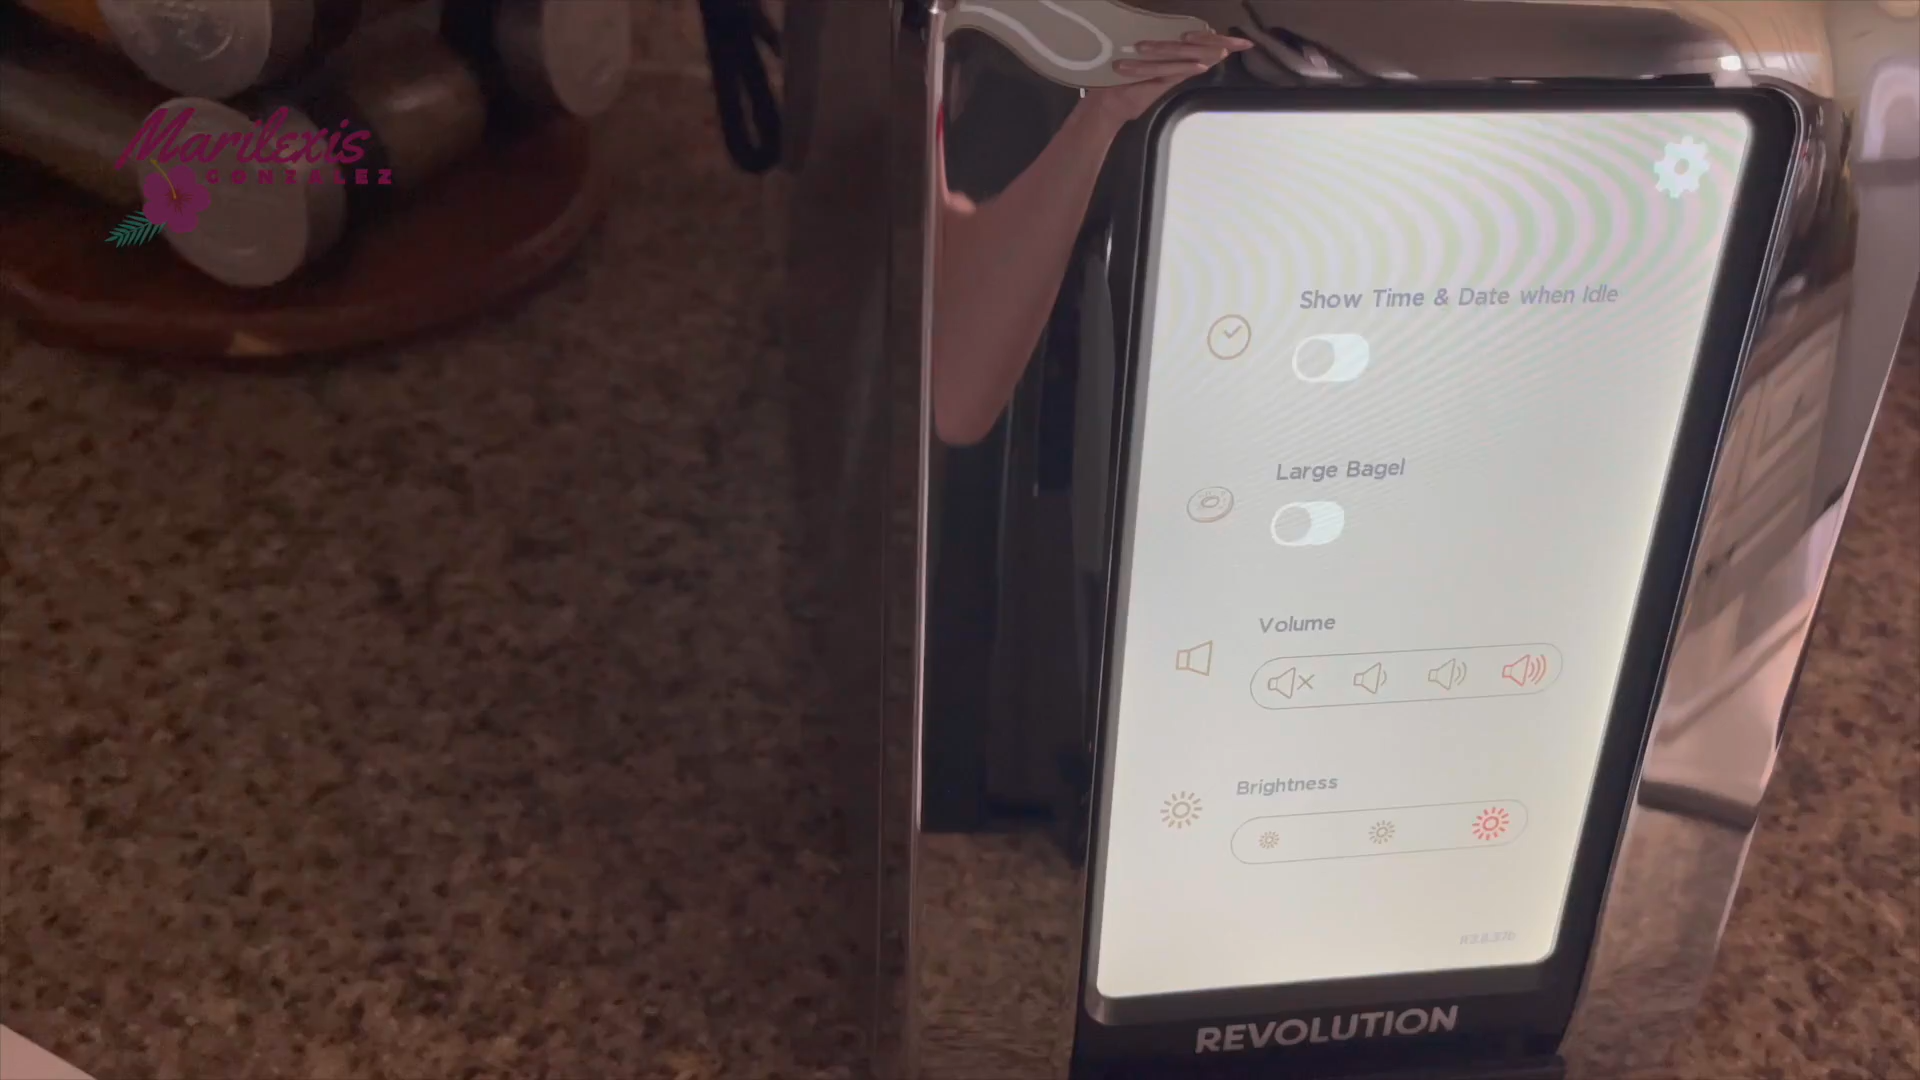 Marilexis
GONZALEZ
Show Time & Date when Idle
Large Bagel
Volume
Brightness
REVOLUTION